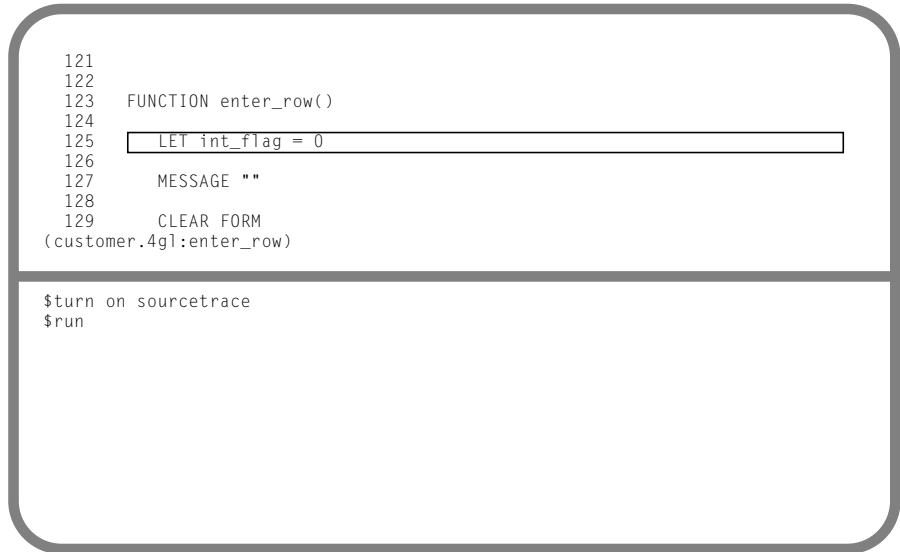 121
122
123 FUNCTION enter_row()
124
125 LET int_flag = 0
126
127 MESSAGE ""
128
129 CLEAR FORM
(customer.4gl:enter_row)
$turn on sourcetrace
$run